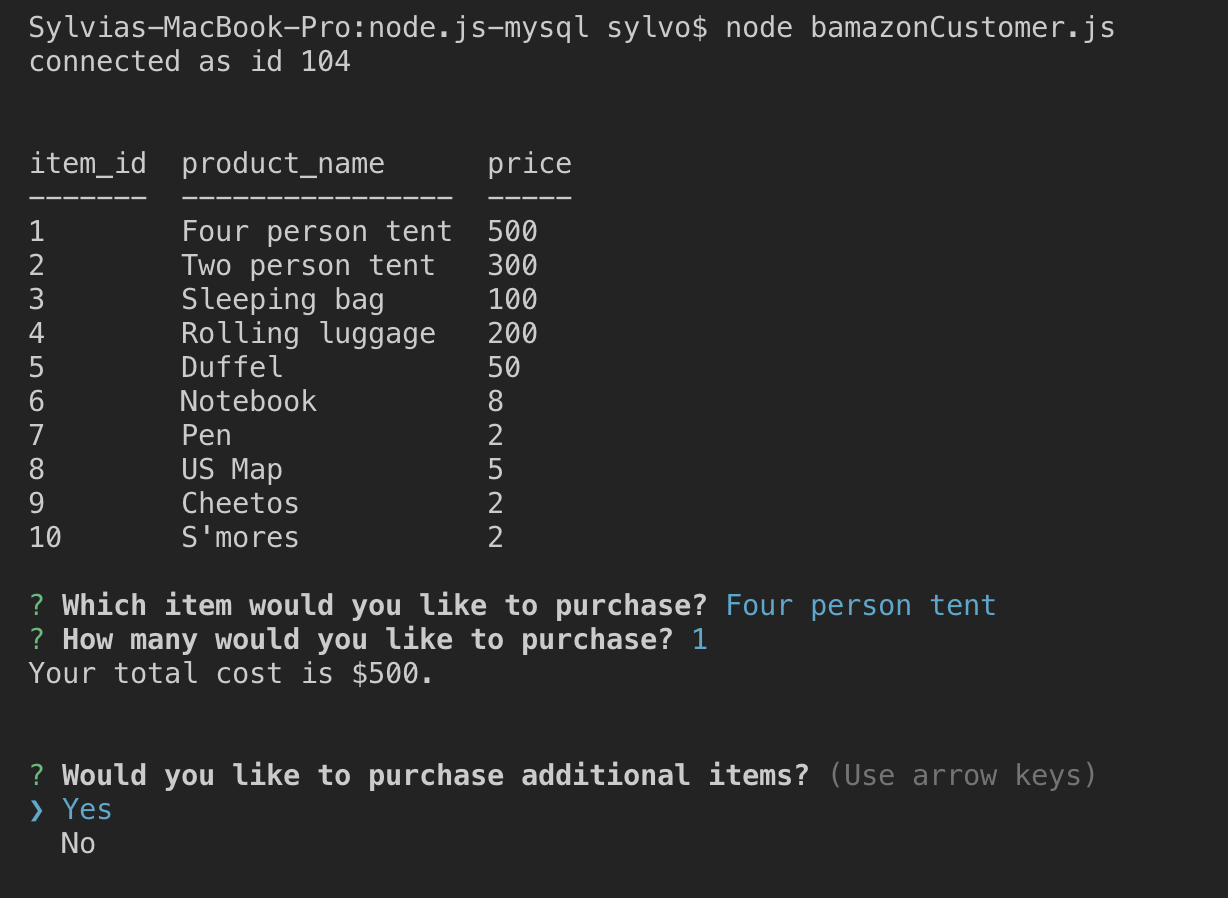 Sylvias-MacBook-Pro:node.js-mysql sylvo$ node bamazonCustomer.js
connected as id 104
item_id  product_name      price
-------  ----------------  -----
1        Four person tent  500
2        Two person tent   300
3        Sleeping bag      100
4        Rolling luggage   200
5        Duffel            50
6        Notebook          8
7        Pen               2
8        US Map            5
9        Cheetos           2
10       S'mores           2
? Which item would you like to purchase? Four person tent
? How many would you like to purchase? 1
Your total cost is $500.
? Would you like to purchase additional items? (Use arrow keys)
❯ Yes
  No